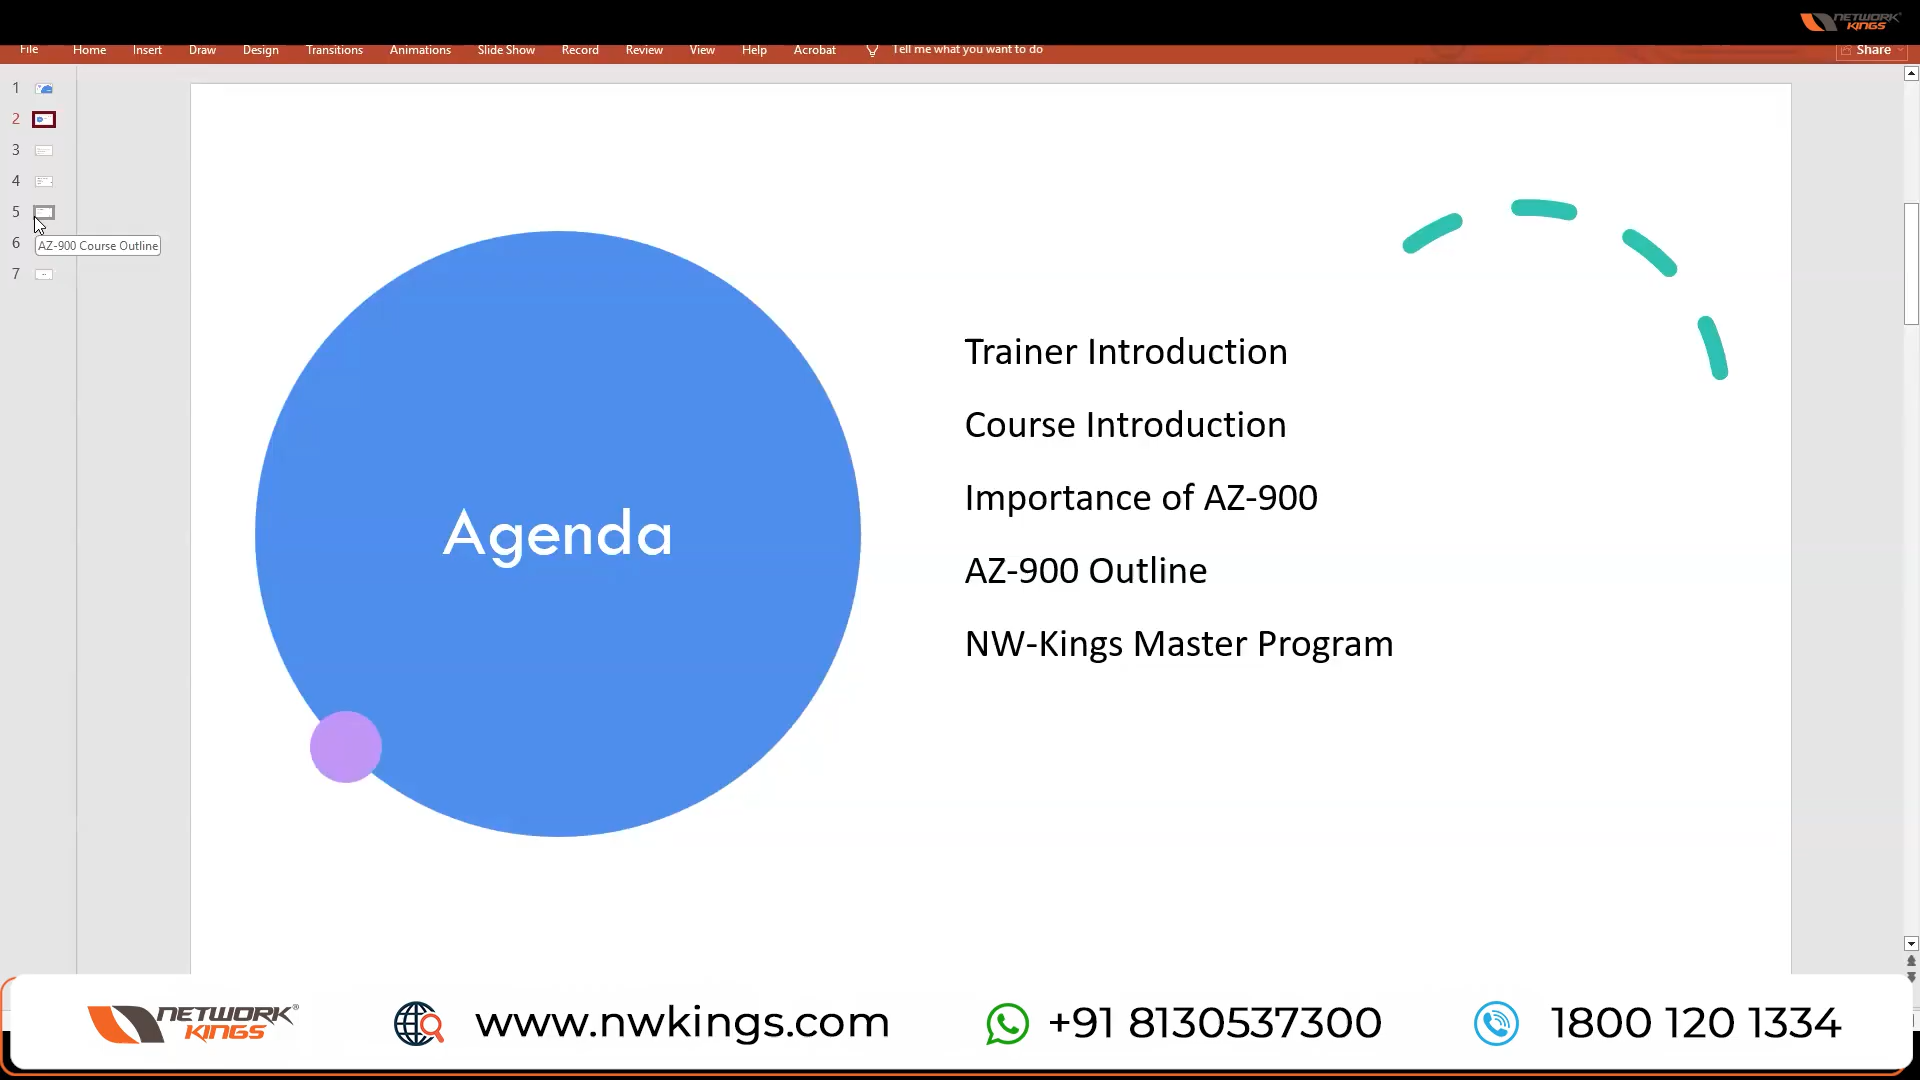 NETWORK
KINGS
File Home Insert Draw Design Transitions Animations Slide Show Record Review View Help Acrobat Tell me what you want to do Share
1
2
3
4
5
6
AZ-900 Course Outline
7
Agenda
Trainer Introduction
Course Introduction
Importance of AZ-900
AZ-900 Outline
NW-Kings Master Program
NETWORK®
KINGS
www.nwkings.com
+91 8130537300
1800 120 1334